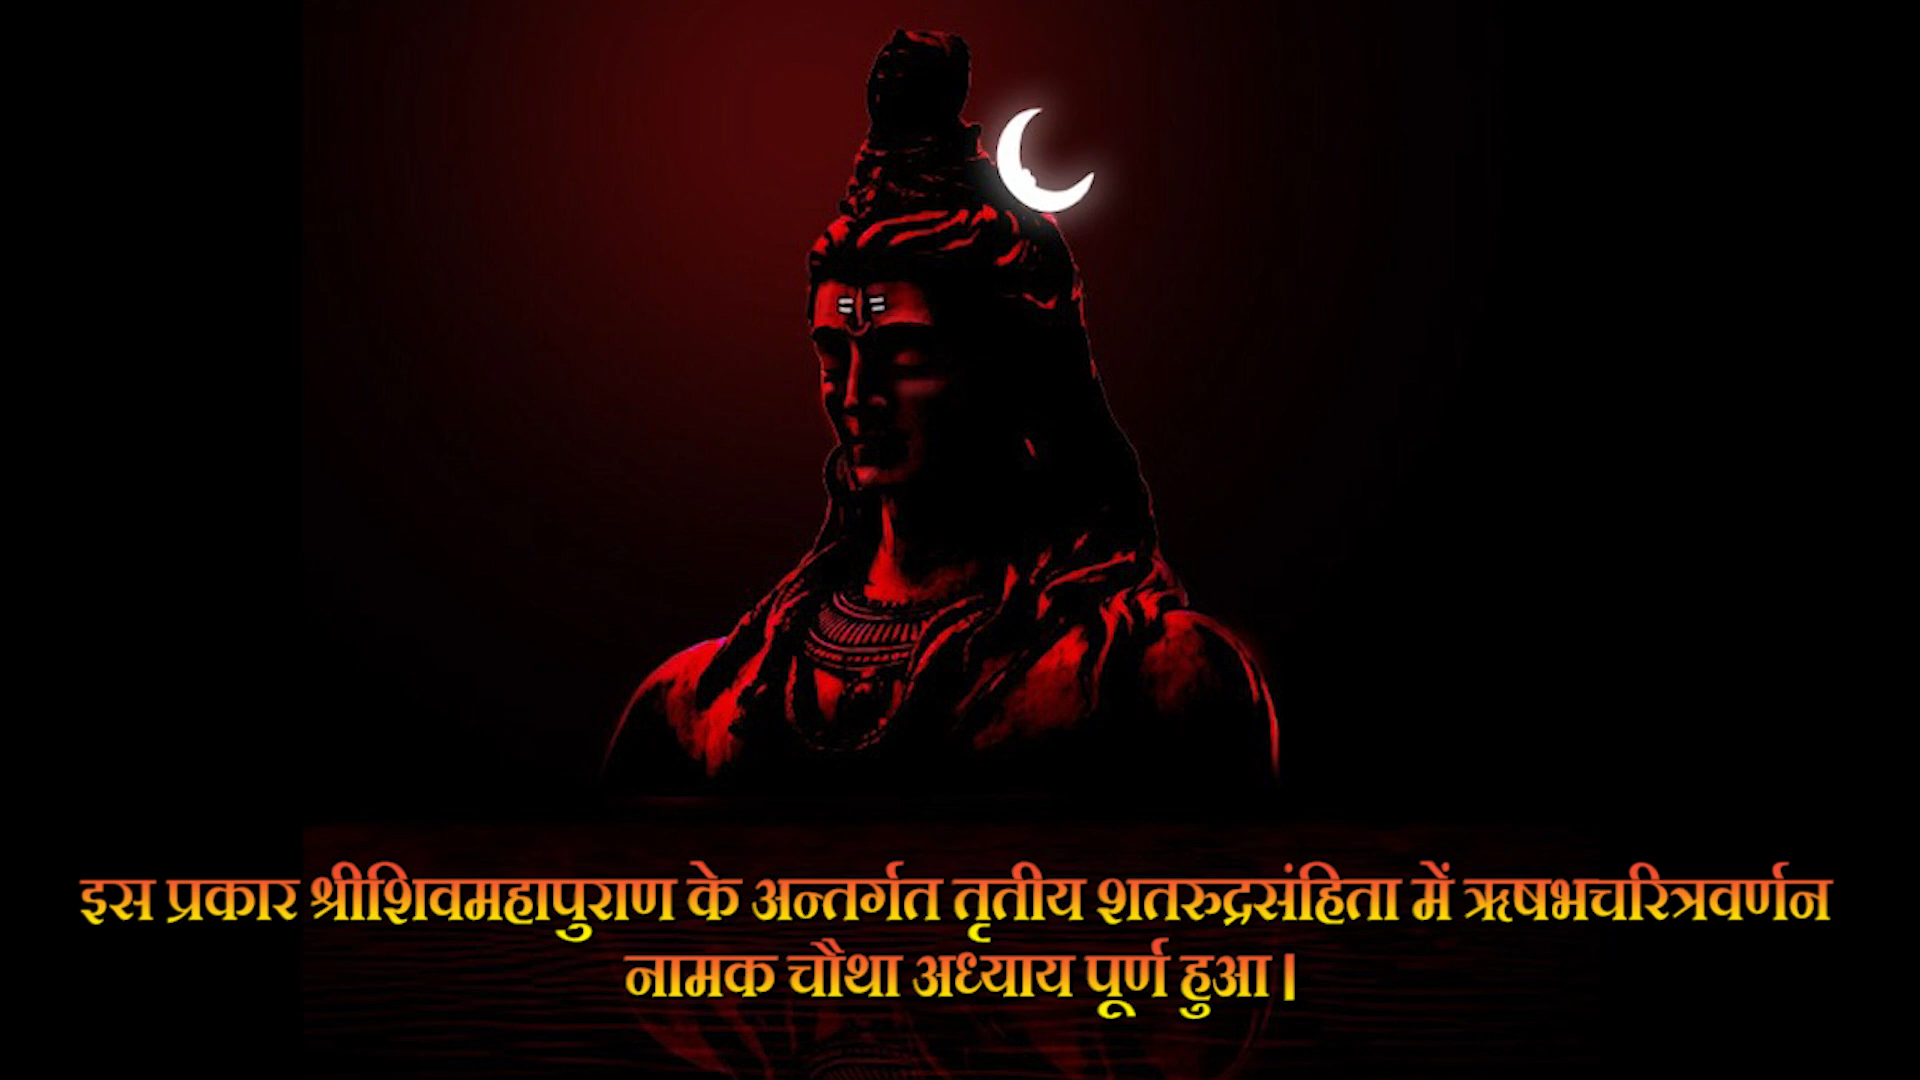 इस प्रकार श्रीशिवमहापुराण के अन्तर्गत तृतीय शतरुद्रसंहिता में ऋषभचरित्रवर्णन
नामक चौथा अध्याय पूर्ण हुआ।